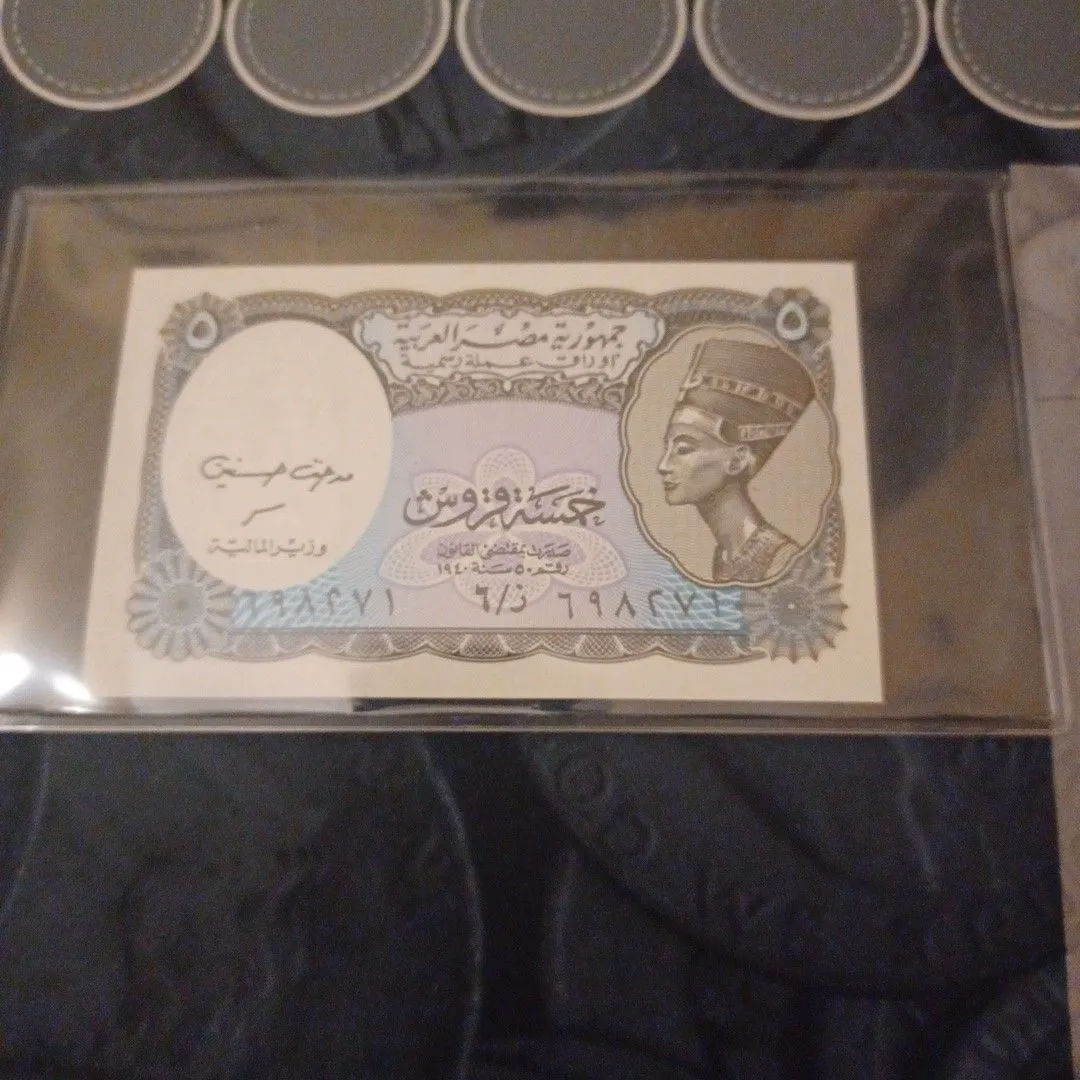 ٥ ٥
جمهورية مصر العربية
أوراق عملة رسمية
خمسة قروش
صدرت بمقتضى القانون
رقم ٥٠ سنة ١٩٤٠
مدحت حسنين
وزير المالية
٦٩٨٢٧١ ٦/ز ٦٩٨٢٧١